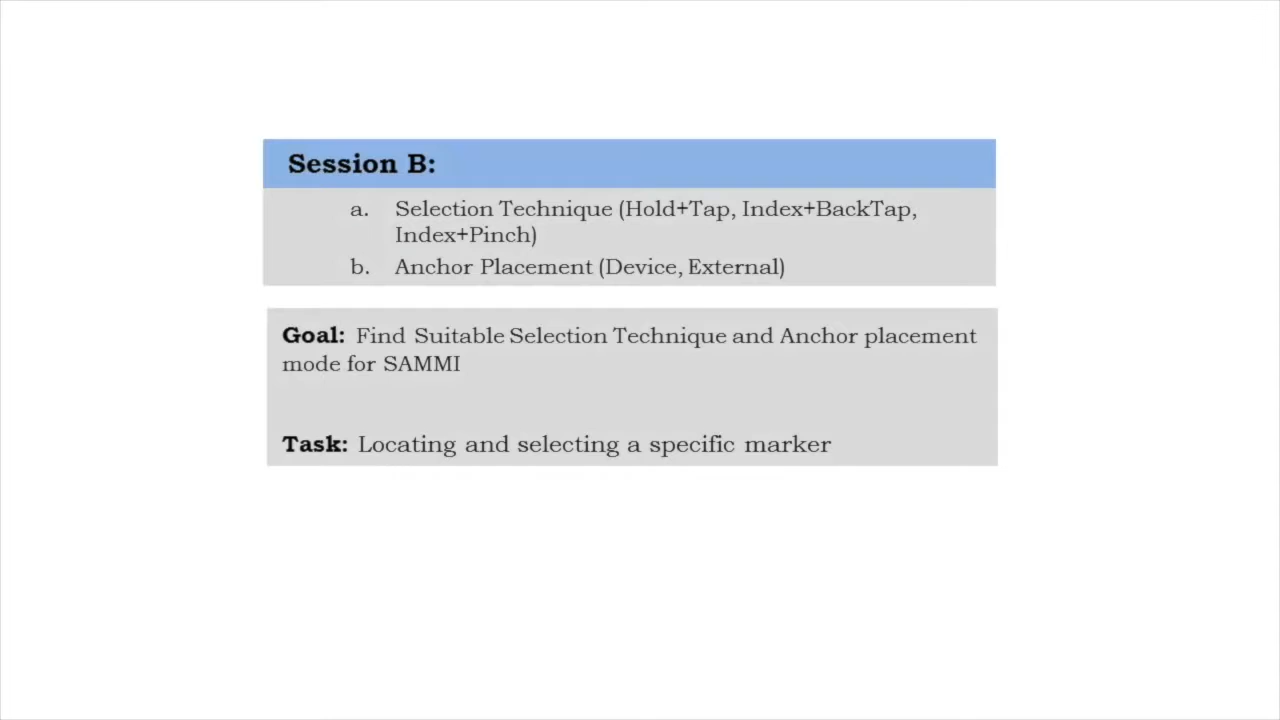 Session B:
a. Selection Technique (Hold+Tap, Index+BackTap,
Index+Pinch)
b. Anchor Placement (Device, External)
Goal: Find Suitable Selection Technique and Anchor placement
mode for SAMMI
Task: Locating and selecting a specific marker